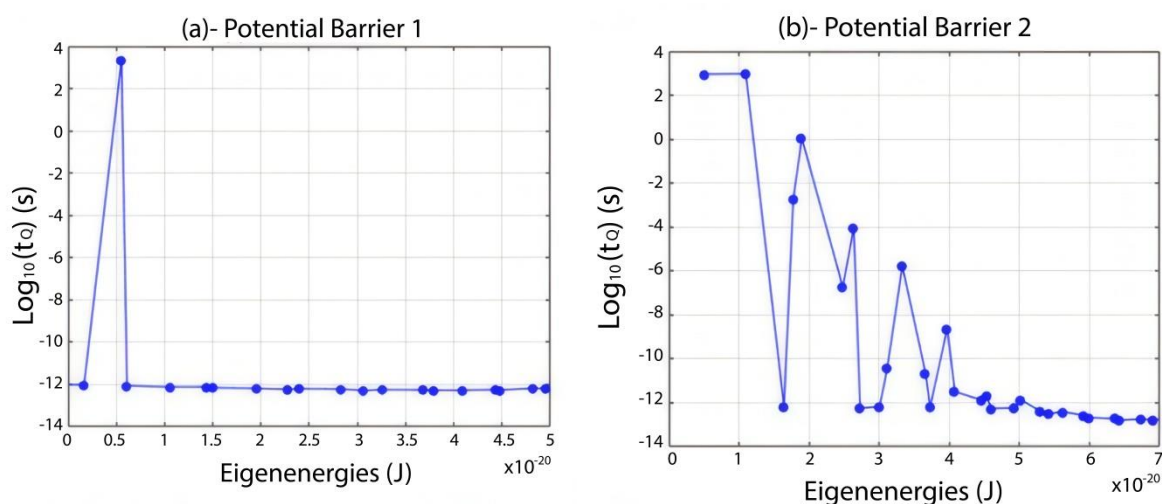 (a)- Potential Barrier 1
4
2
0
-2
-4
-6
-8
-10
-12
-14
Log10(tQ) (s)
0 0.5 1 1.5 2 2.5 3 3.5 4 4.5 5
x10-20
Eigenenergies (J)
(b)- Potential Barrier 2
4
2
0
-2
-4
-6
-8
-10
-12
-14
Log10(tQ) (s)
0 1 2 3 4 5 6 7
x10-20
Eigenenergies (J)